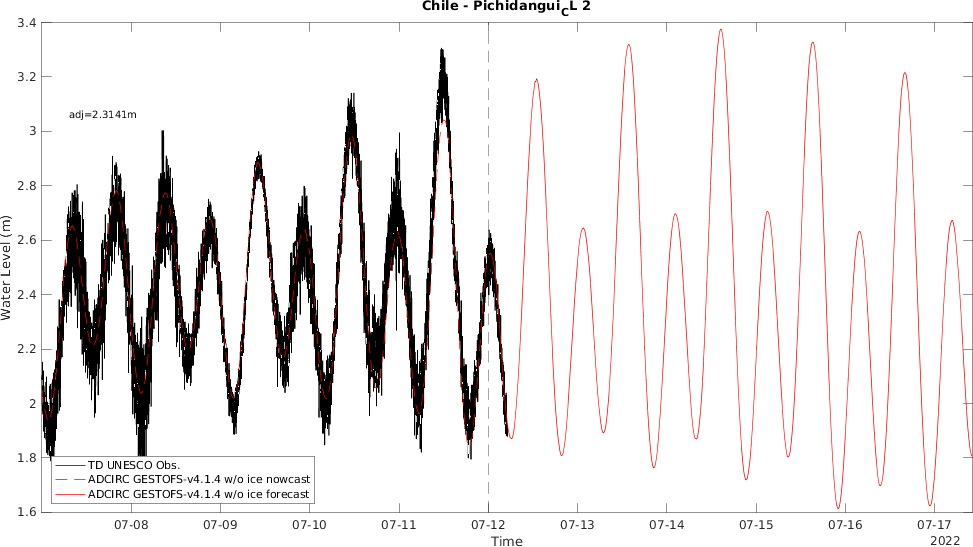 Chile - PichidanguiCL 2
3.4
3.2
3
2.8
2.6
2.4
2.2
2
1.8
1.6
Water Level (m)
adj=2.3141m
TD UNESCO Obs.
ADCIRC GESTOFS-v4.1.4 w/o ice nowcast
ADCIRC GESTOFS-v4.1.4 w/o ice forecast
07-08 07-09 07-10 07-11 07-12 07-13 07-14 07-15 07-16 07-17
Time 2022